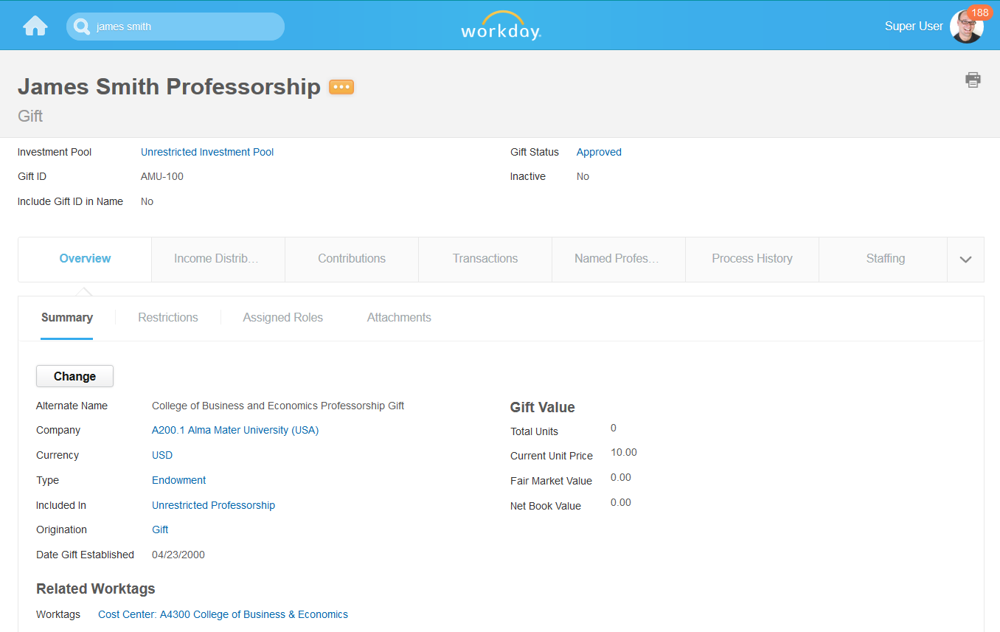 james smith
workday.
Super User
188
James Smith Professorship
Gift
Investment Pool Unrestricted Investment Pool Gift Status Approved
Gift ID AMU-100 Inactive No
Include Gift ID in Name No
Overview Income Distrib… Contributions Transactions Named Profes… Process History Staffing
Summary Restrictions Assigned Roles Attachments
Change
Alternate Name College of Business and Economics Professorship Gift
Company A200.1 Alma Mater University (USA)
Currency USD
Type Endowment
Included In Unrestricted Professorship
Origination Gift
Date Gift Established 04/23/2000
Gift Value
Total Units 0
Current Unit Price 10.00
Fair Market Value 0.00
Net Book Value 0.00
Related Worktags
Worktags Cost Center: A4300 College of Business & Economics